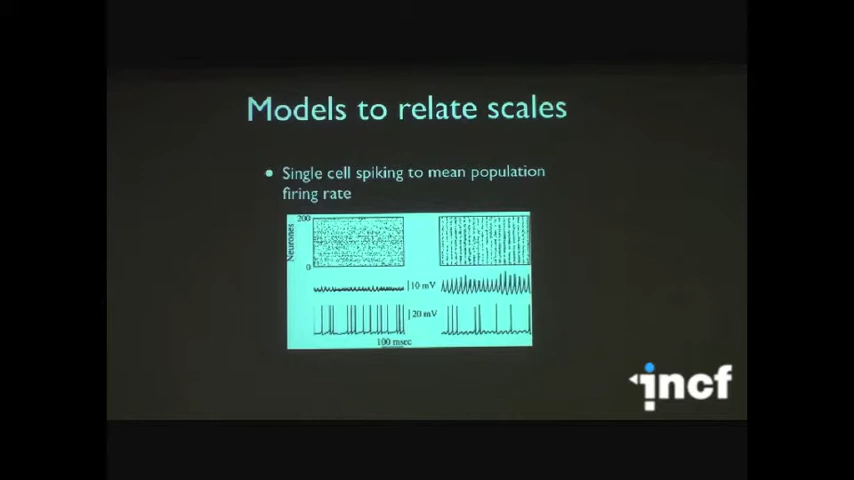 Models to relate scales
• Single cell spiking to mean population
firing rate
200
Neurones
0
10 mV
20 mV
100 msec
incf